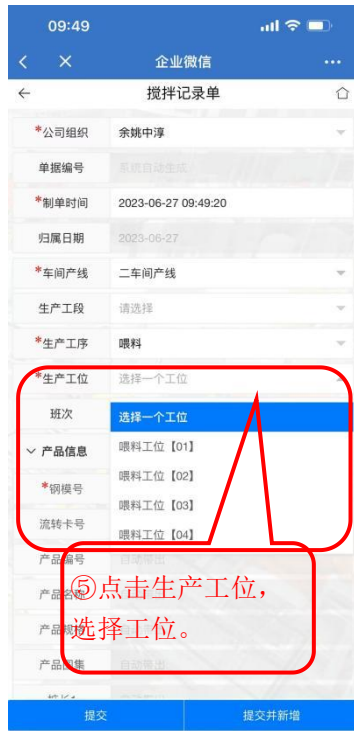 09:49
企业微信
搅拌记录单
*公司组织 余姚中淳
单据编号 系统自动生成
*制单时间 2023-06-27 09:49:20
归属日期 2023-06-27
*车间产线 二车间产线
生产工段 请选择
*生产工序 喂料
*生产工位 选择一个工位
班次 选择一个工位
产品信息 喂料工位【01】
喂料工位【02】
*钢模号
喂料工位【03】
流转卡号
喂料工位【04】
产品编号 自动带出
产品名称
⑤点击生产工位，
产品规格
选择工位。
产品图集 自动带出
提交 提交并新增